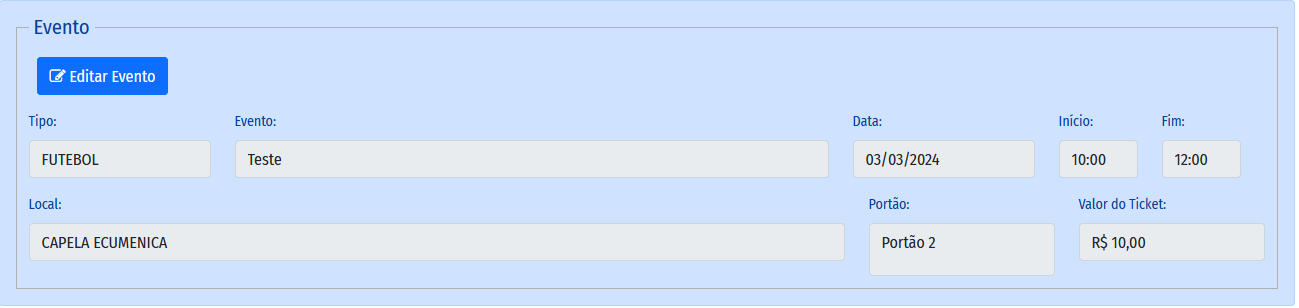 Evento
Editar Evento
Tipo: Evento: Data: Início: Fim:
FUTEBOL Teste 03/03/2024 10:00 12:00
Local: Portão: Valor do Ticket:
CAPELA ECUMENICA Portão 2 R$ 10,00